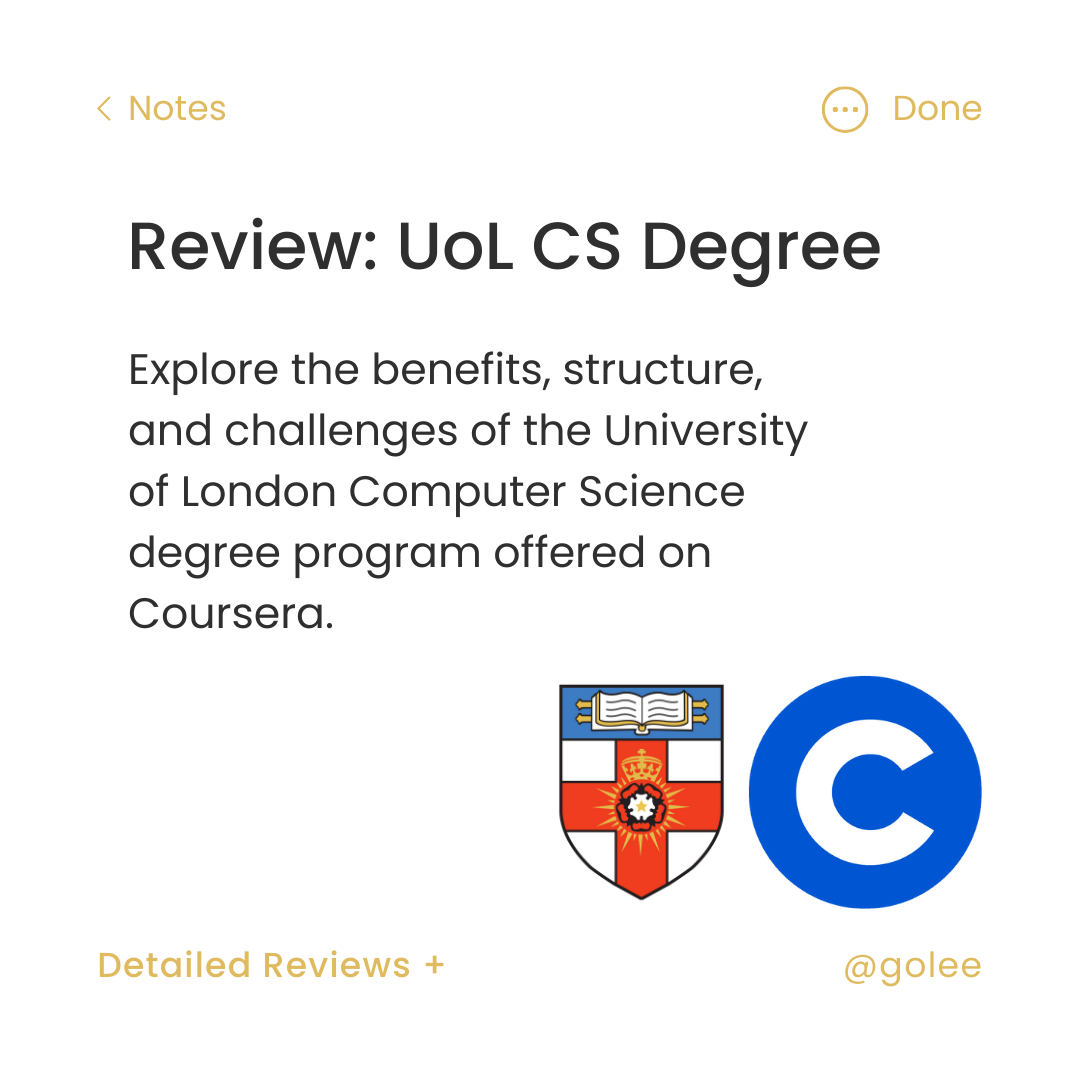 Notes
Done
Review: UoL CS Degree
Explore the benefits, structure,
and challenges of the University
of London Computer Science
degree program offered on
Coursera.
Detailed Reviews +
@golee